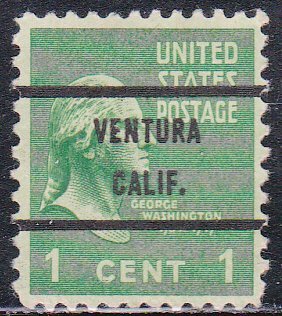 UNITED
STATES
POSTAGE
VENTURA
CALIF.
GEORGE
WASHINGTON
1 CENT 1